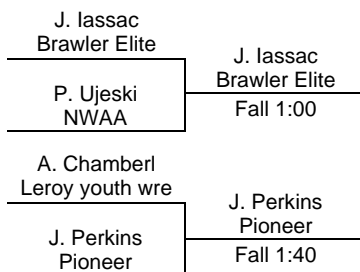 J. Iassac
Brawler Elite
P. Ujeski
NWAA
J. Iassac
Brawler Elite
Fall 1:00
A. Chamberl
Leroy youth wre
J. Perkins
Pioneer
J. Perkins
Pioneer
Fall 1:40